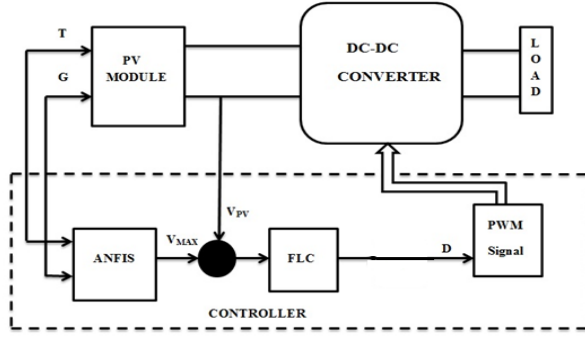 T
G
PV
MODULE
DC-DC
CONVERTER
L
O
A
D
VPV
VMAX
ANFIS
FLC
D
PWM
Signal
CONTROLLER